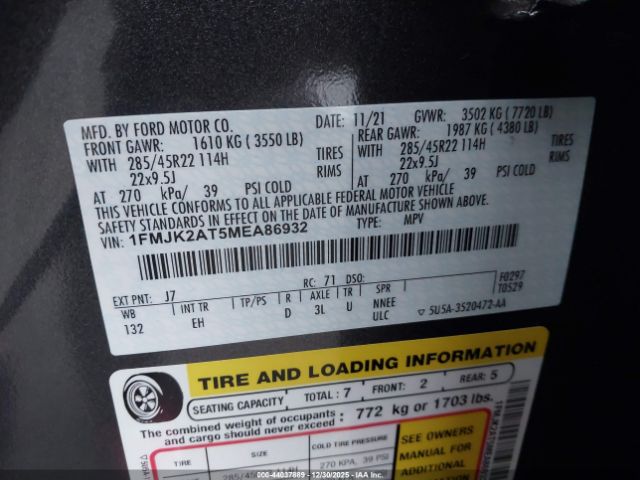 MFD. BY FORD MOTOR CO.
DATE: 11/21 GVWR: 3502 KG ( 7720 LB)
FRONT GAWR: 1610 KG ( 3550 LB)
REAR GAWR: 1987 KG ( 4380 LB)
WITH 285/45R22 114H TIRES
WITH 285/45R22 114H TIRES
22x9.5J RIMS
22x9.5J RIMS
AT 270 kPa/ 39 PSI COLD
AT 270 kPa/ 39 PSI COLD
THIS VEHICLE CONFORMS TO ALL APPLICABLE FEDERAL MOTOR VEHICLE
SAFETY STANDARDS IN EFFECT ON THE DATE OF MANUFACTURE SHOWN ABOVE.
VIN: 1FMJK2AT5MEA86932 TYPE: MPV
EXT PNT: J7 RC: 71 DSO: F0297
WB INT TR TP/PS R AXLE TR SPR T0529
132 EH D 3L U NNEE
ULC 5U5A-3520472-AA
TIRE AND LOADING INFORMATION
SEATING CAPACITY TOTAL : 7 FRONT : 2 REAR: 5
The combined weight of occupants
and cargo should never exceed : 772 kg or 1703 lbs.
TIRE SIZE COLD TIRE PRESSURE
270 KPA, 39 PSI
SEE OWNERS
MANUAL FOR
ADDITIONAL
# 000-44037889 - 12/30/2025 - IAA Inc.